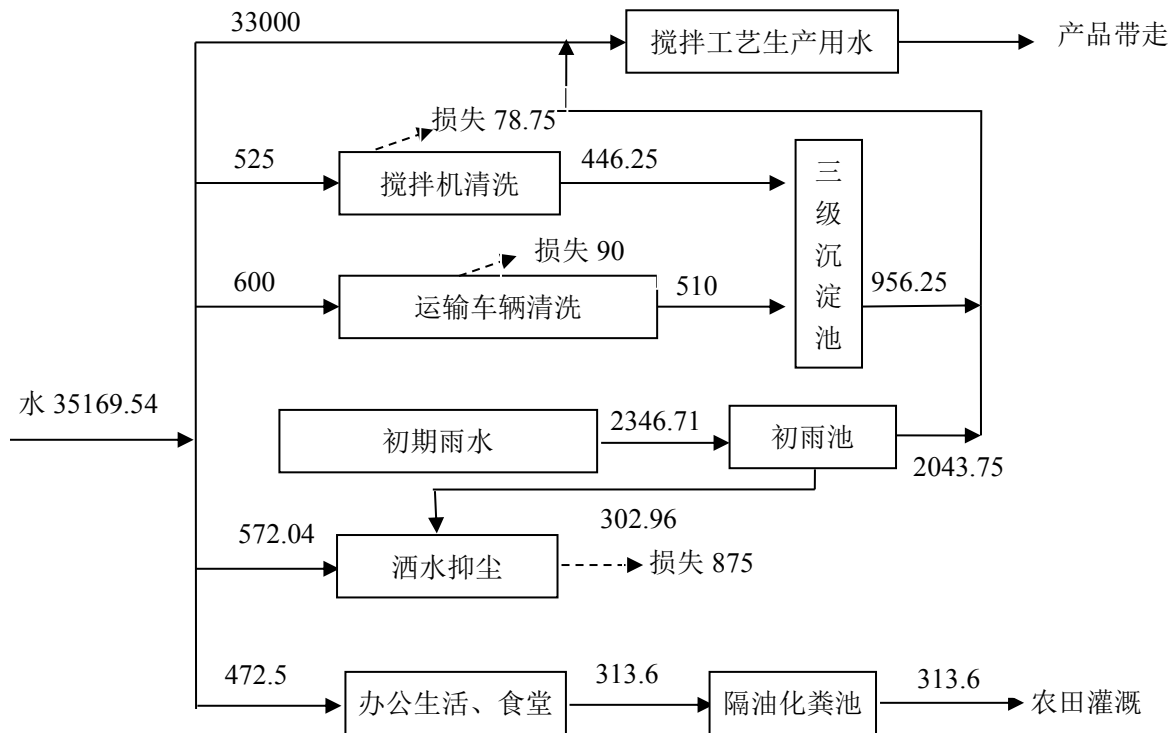 33000
搅拌工艺生产用水
产品带走
损失 78.75
525
搅拌机清洗
446.25
三级沉淀池
损失 90
600
运输车辆清洗
510
956.25
水 35169.54
初期雨水
2346.71
初雨池
2043.75
572.04
302.96
洒水抑尘
损失 875
472.5
办公生活、食堂
313.6
隔油化粪池
313.6
农田灌溉